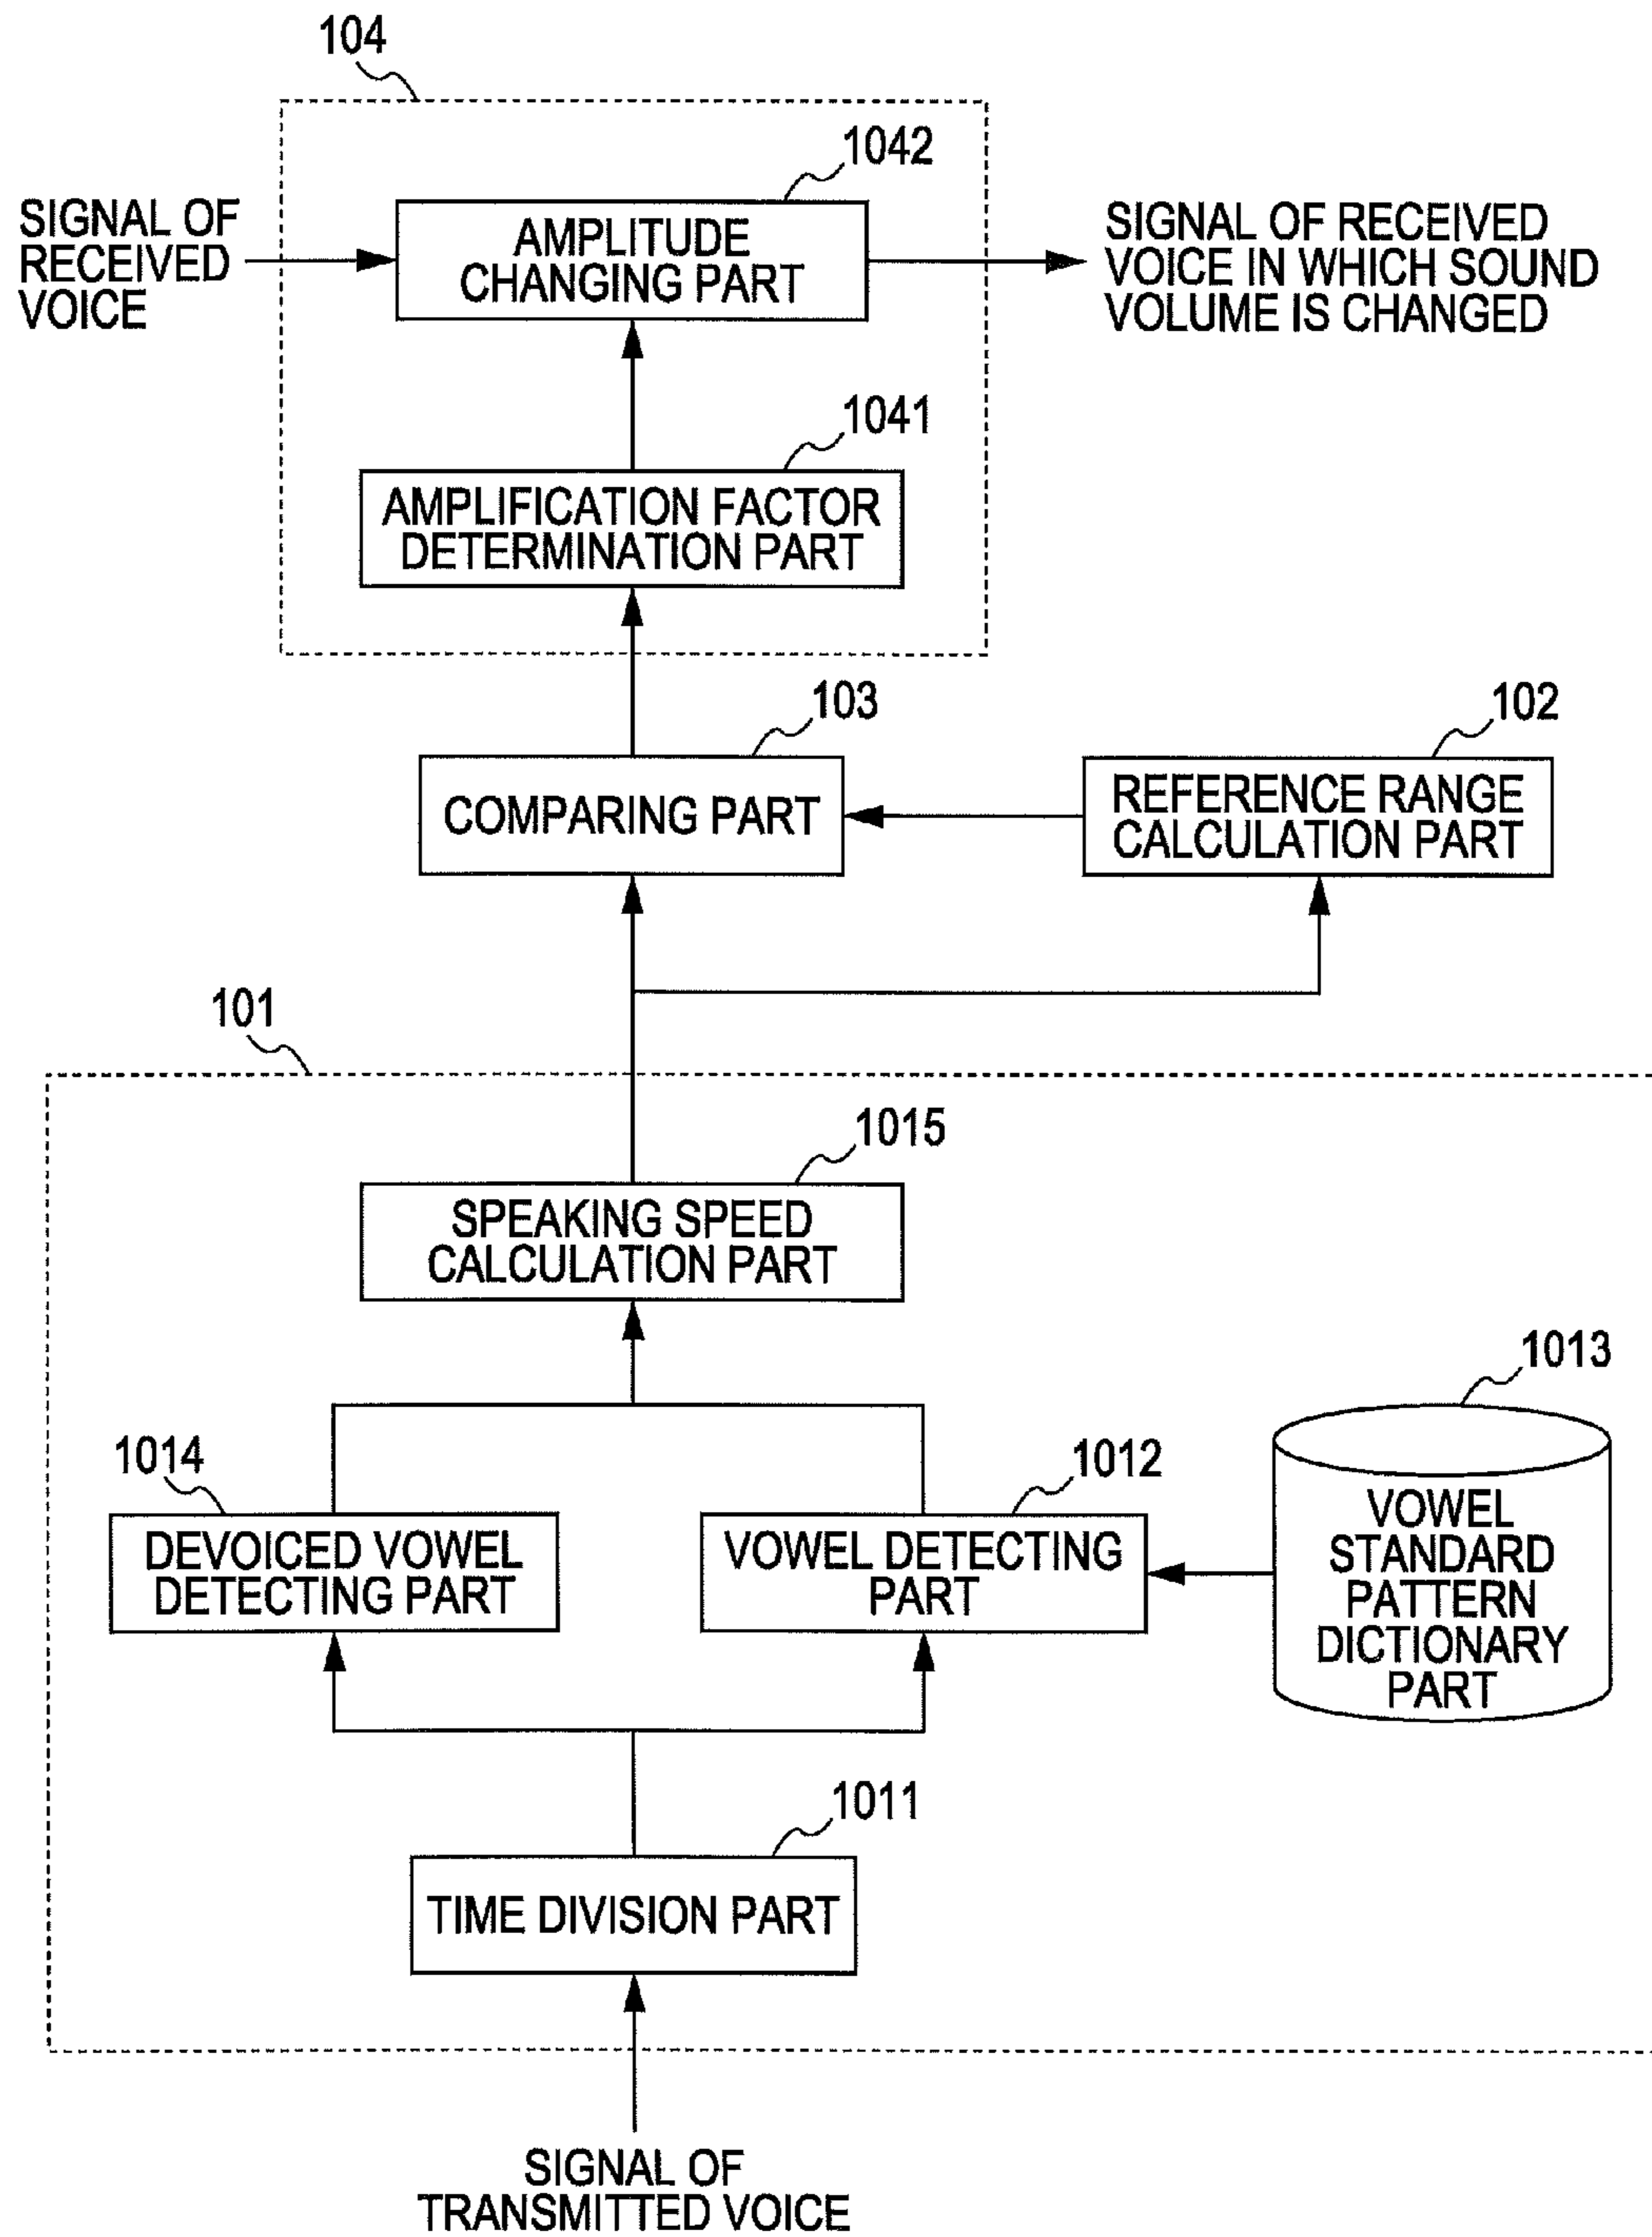 104
1042
SIGNAL OF
RECEIVED
VOICE
AMPLITUDE
CHANGING PART
SIGNAL OF RECEIVED
VOICE IN WHICH SOUND
VOLUME IS CHANGED
1041
AMPLIFICATION FACTOR
DETERMINATION PART
103
102
COMPARING PART
REFERENCE RANGE
CALCULATION PART
101
1015
SPEAKING SPEED
CALCULATION PART
1013
1014
1012
DEVOICED VOWEL
DETECTING PART
VOWEL DETECTING
PART
VOWEL
STANDARD
PATTERN
DICTIONARY
PART
1011
TIME DIVISION PART
SIGNAL OF
TRANSMITTED VOICE